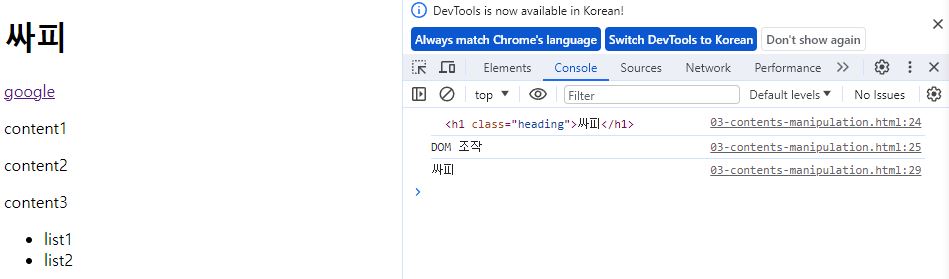 싸피
google
content1
content2
content3
list1
list2
DevTools is now available in Korean!
Always match Chrome's language Switch DevTools to Korean Don't show again
Elements Console Sources Network Performance
top Filter Default levels No Issues
<h1 class="heading">싸피</h1> 03-contents-manipulation.html:24
DOM 조작 03-contents-manipulation.html:25
싸피 03-contents-manipulation.html:29